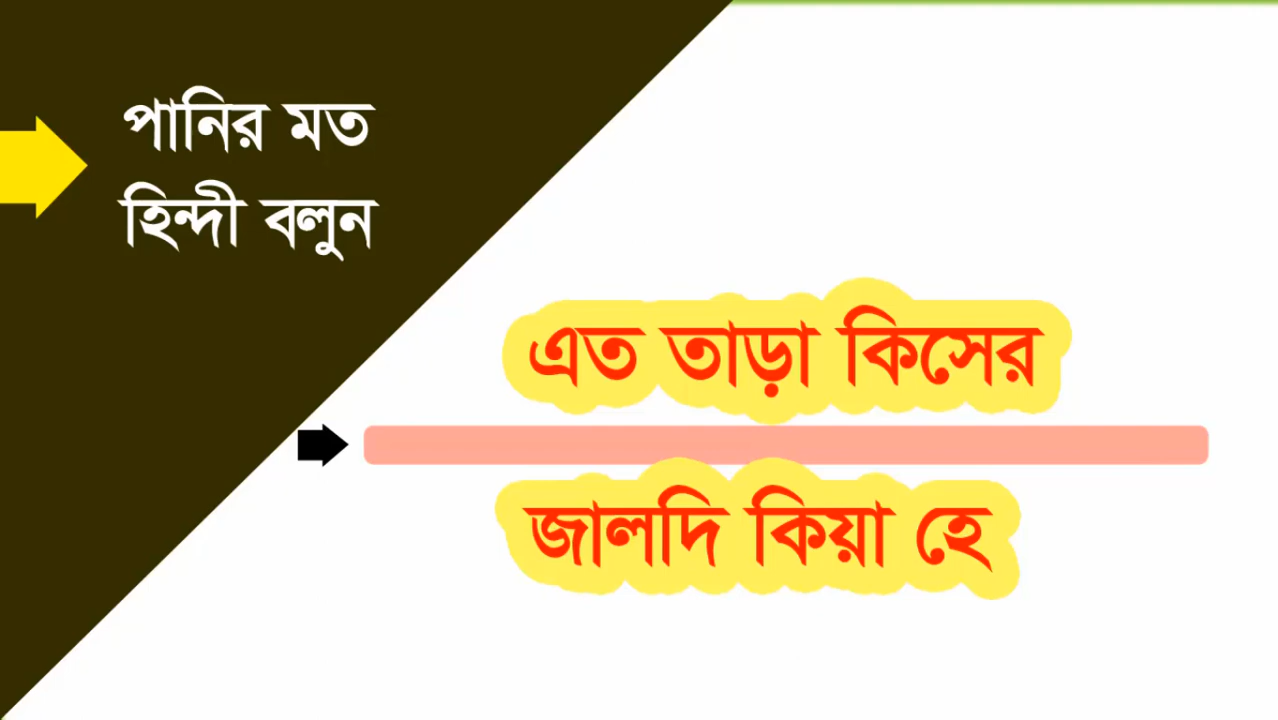 পানির মত
হিন্দী বলুন
এত তাড়া কিসের
জালদি কিয়া হে